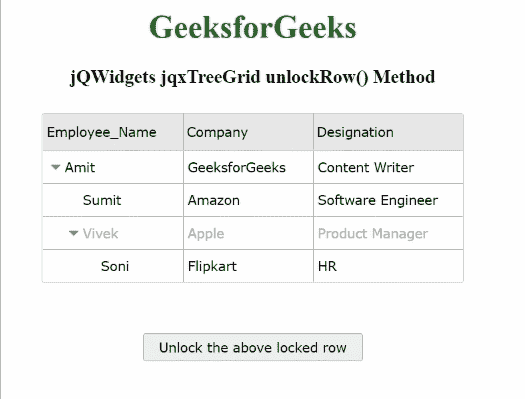 GeeksforGeeks
jQWidgets jqxTreeGrid unlockRow() Method
Employee_Name Company Designation
Amit GeeksforGeeks Content Writer
Sumit Amazon Software Engineer
Vivek Apple Product Manager
Soni Flipkart HR
Unlock the above locked row